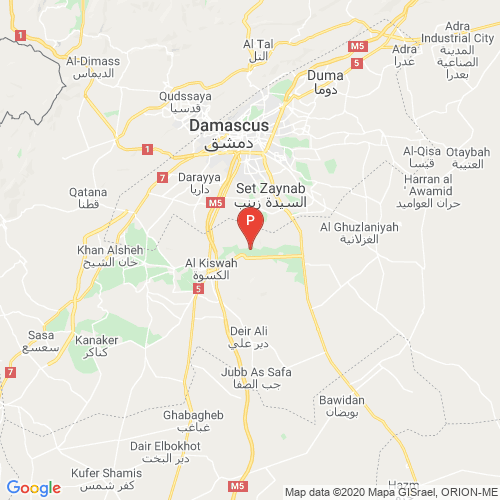 Adra
Industrial City
المدينة
الصناعية
بعدرا
Al Tal
التل
M5
Adra
عدرا
5
Al-Dimass
الديماس
1
Duma
دوما
Qudssaya
قدسيا
Damascus
دمشق
1
Al-Qisa
قيسا
Otaybah
العتيبة
7
Darayya
داريا
Set Zaynab
السيدة زينب
Harran al
'Awamid
حران العواميد
Qatana
قطنا
M5
P
Al Ghuzlaniyah
الغزلانية
Khan Alsheh
خان الشيح
Al Kiswah
الكسوة
5
Sasa
سعسع
Kanaker
كناكر
Deir Ali
دير علي
7
Jubb As Safa
جب الصفا
Bawidan
بويضان
Ghabagheb
غباغب
Dair Elbokhot
دير البخت
Kufer Shamis
كفر شمس
M5
Hazm
Google
Map data ©2020 Mapa GISrael, ORION-ME